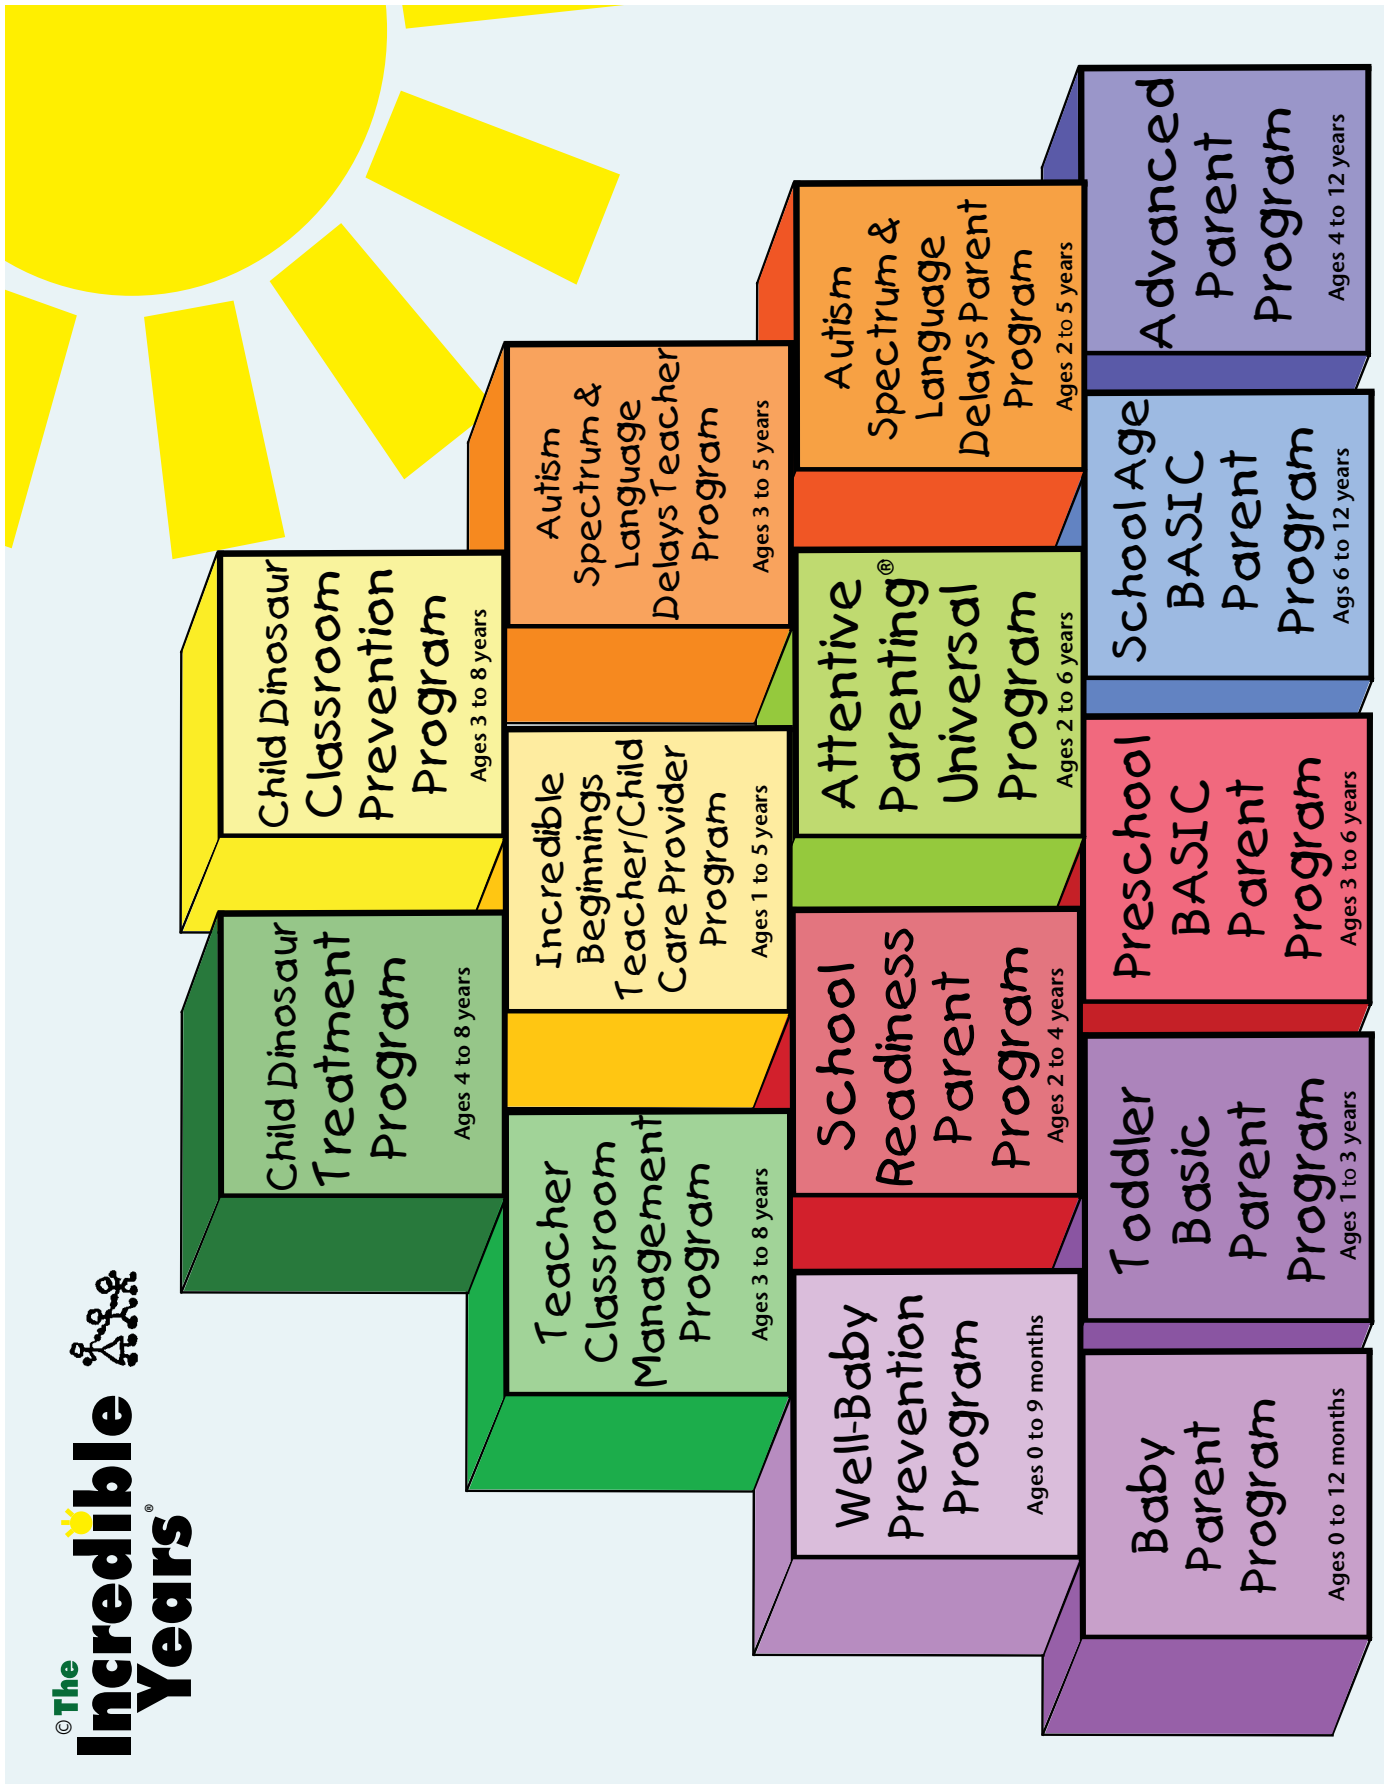 © The
Incredible
Years®
Child Dinosaur
Treatment
Program
Ages 4 to 8 years
Child Dinosaur
Classroom
Prevention
Program
Ages 3 to 8 years
Teacher
Classroom
Management
Program
Ages 3 to 8 years
Incredible
Beginnings
Teacher/Child
Care Provider
Program
Ages 1 to 5 years
Autism
Spectrum &
Language
Delays Teacher
Program
Ages 3 to 5 years
Well-Baby
Prevention
Program
Ages 0 to 9 months
School
Readiness
Parent
Program
Ages 2 to 4 years
Attentive
Parenting®
Universal
Program
Ages 2 to 6 years
Autism
Spectrum &
Language
Delays Parent
Program
Ages 2 to 5 years
Baby
Parent
Program
Ages 0 to 12 months
Toddler
Basic
Parent
Program
Ages 1 to 3 years
Preschool
BASIC
Parent
Program
Ages 3 to 6 years
School Age
BASIC
Parent
Program
Ags 6 to 12 years
Advanced
Parent
Program
Ages 4 to 12 years